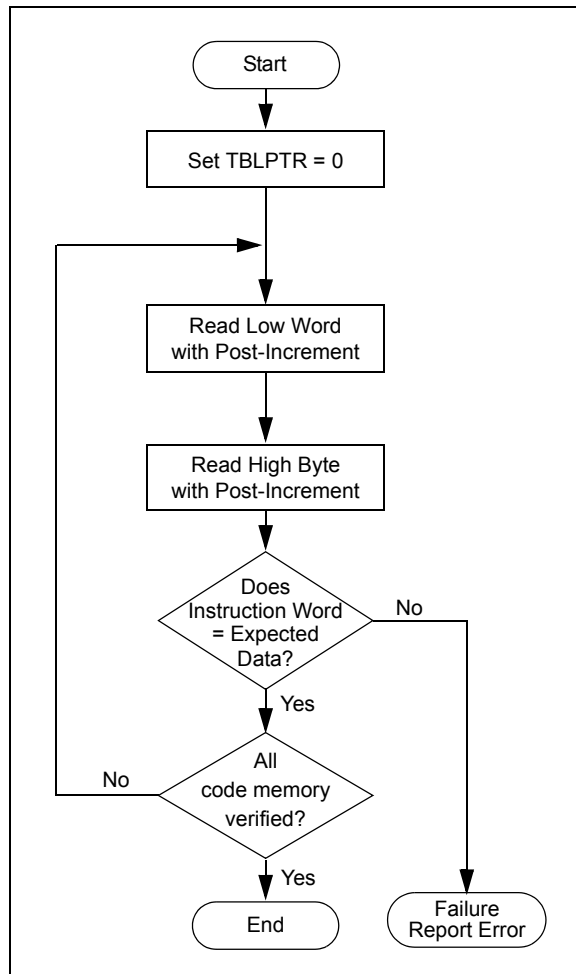 Start
Set TBLPTR = 0
Read Low Word
with Post-Increment
Read High Byte
with Post-Increment
Does
Instruction Word
= Expected
Data?
No
Yes
All
code memory
verified?
No
Yes
End
Failure
Report Error